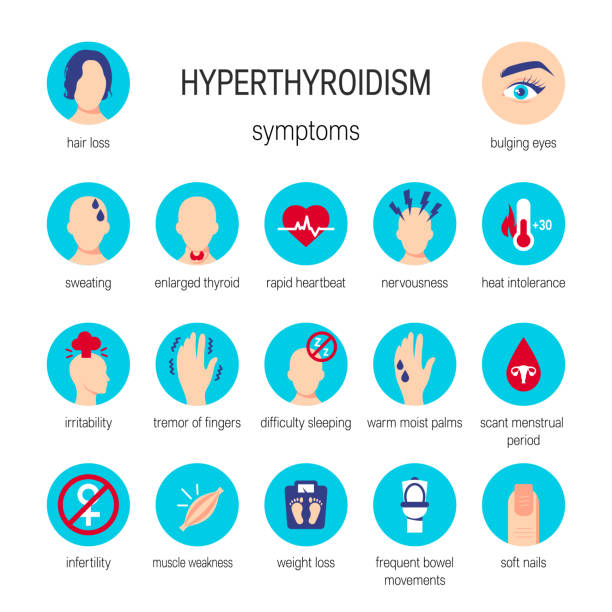 HYPERTHYROIDISM
symptoms
hair loss
bulging eyes
sweating
enlarged thyroid
rapid heartbeat
nervousness
+30
heat intolerance
irritability
tremor of fingers
z z
difficulty sleeping
warm moist palms
scant menstrual
period
infertility
muscle weakness
weight loss
frequent bowel
movements
soft nails